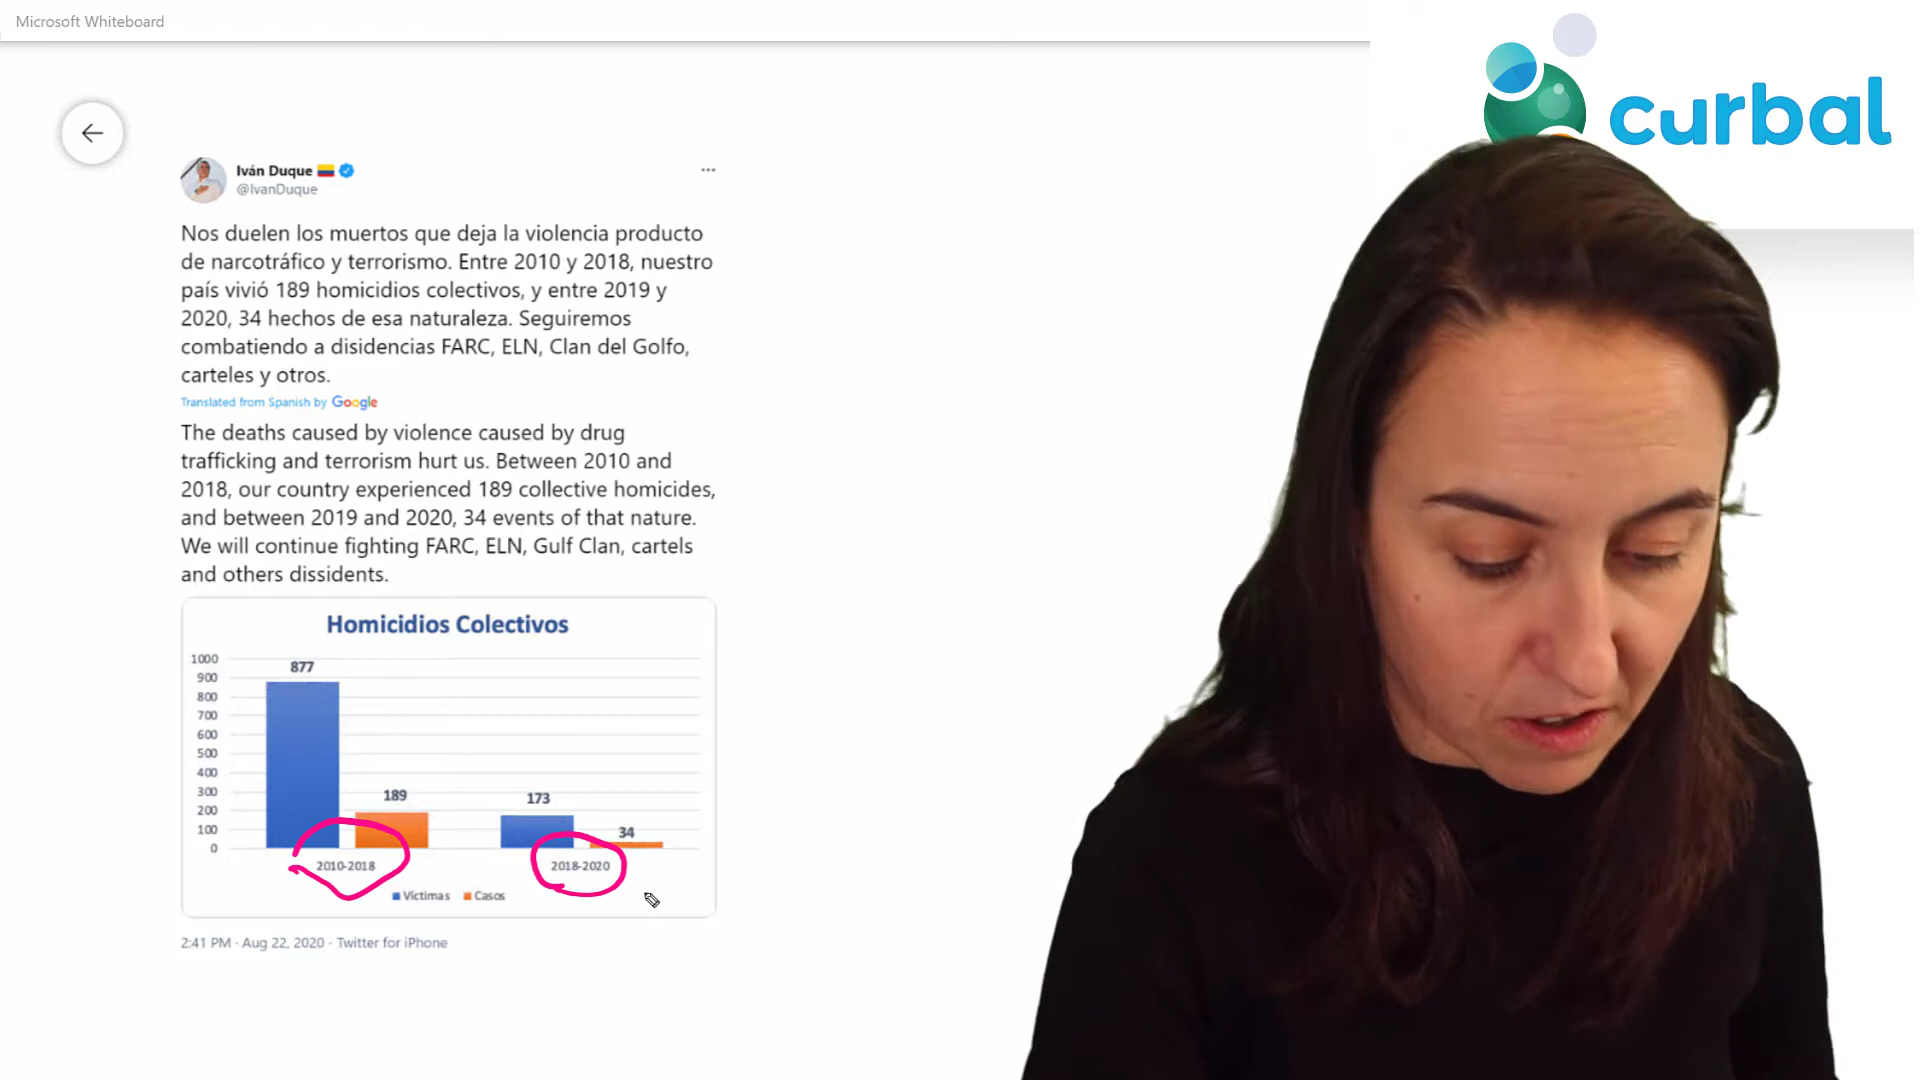 Microsoft Whiteboard
curbal
Iván Duque
@IvanDuque
Nos duelen los muertos que deja la violencia producto
de narcotráfico y terrorismo. Entre 2010 y 2018, nuestro
país vivió 189 homicidios colectivos, y entre 2019 y
2020, 34 hechos de esa naturaleza. Seguiremos
combatiendo a disidencias FARC, ELN, Clan del Golfo,
carteles y otros.
Translated from Spanish by Google
The deaths caused by violence caused by drug
trafficking and terrorism hurt us. Between 2010 and
2018, our country experienced 189 collective homicides,
and between 2019 and 2020, 34 events of that nature.
We will continue fighting FARC, ELN, Gulf Clan, cartels
and others dissidents.
Homicidios Colectivos
1000
900
800
700
600
500
400
300
200
100
0
877
189
173
34
2010-2018
2018-2020
Víctimas Casos
2:41 PM · Aug 22, 2020 · Twitter for iPhone